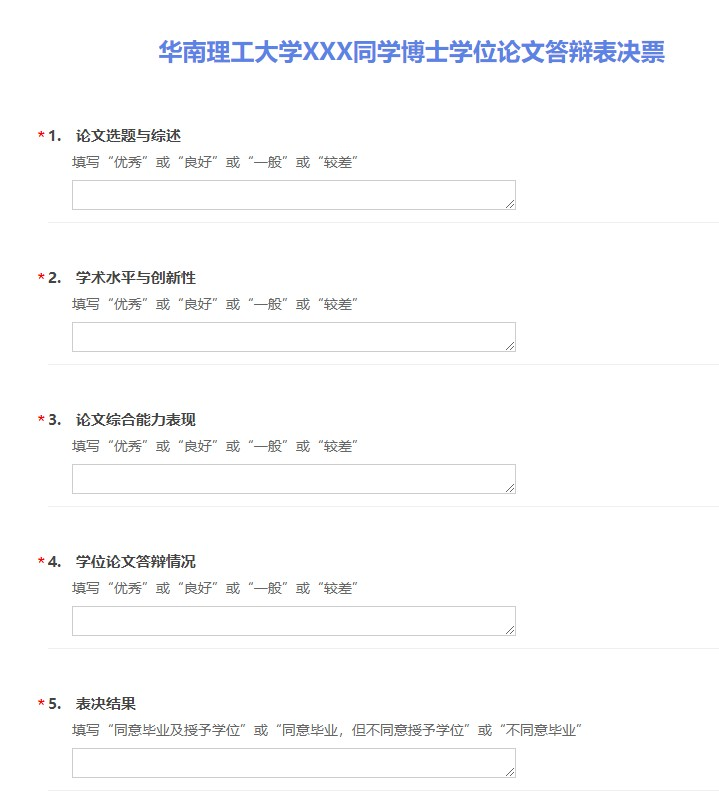 华南理工大学XXX同学博士学位论文答辩表决票
*1. 论文选题与综述
填写“优秀”或“良好”或“一般”或“较差”
*2. 学术水平与创新性
填写“优秀”或“良好”或“一般”或“较差”
*3. 论文综合能力表现
填写“优秀”或“良好”或“一般”或“较差”
*4. 学位论文答辩情况
填写“优秀”或“良好”或“一般”或“较差”
*5. 表决结果
填写“同意毕业及授予学位”或“同意毕业，但不同意授予学位”或“不同意毕业”